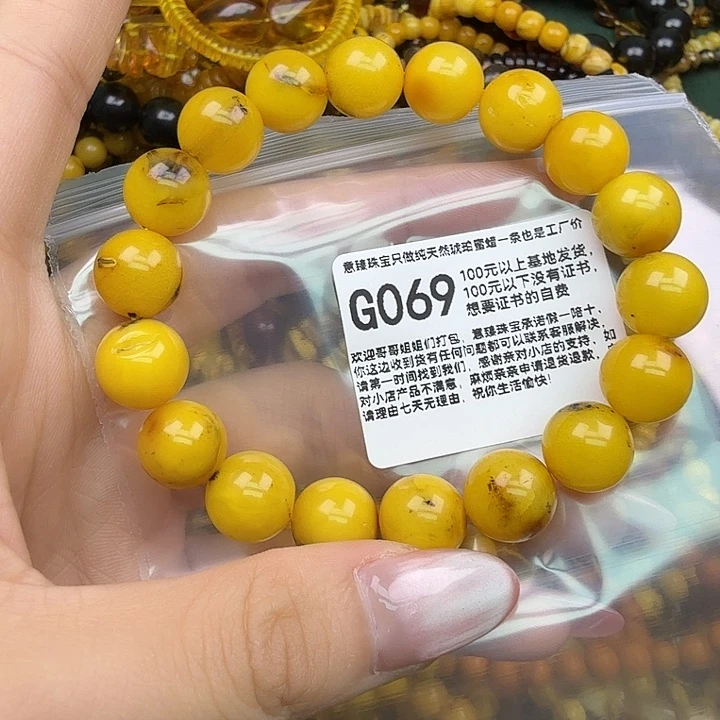 意臻珠宝只做纯天然琥珀蜜蜡一条也是工厂价
G069
100元以上基地发货,
100元以下没有证书,
想要证书的自费
欢迎哥哥姐姐们打包, 意臻珠宝承诺假一陪十、
你这边收到货有任何问题都可以联系客服解决、
请第一时间找到我们, 感谢亲对小店的支持、如
对小店产品不满意, 麻烦亲亲申请退货退款,
请理由七天无理由, 祝你生活愉快!